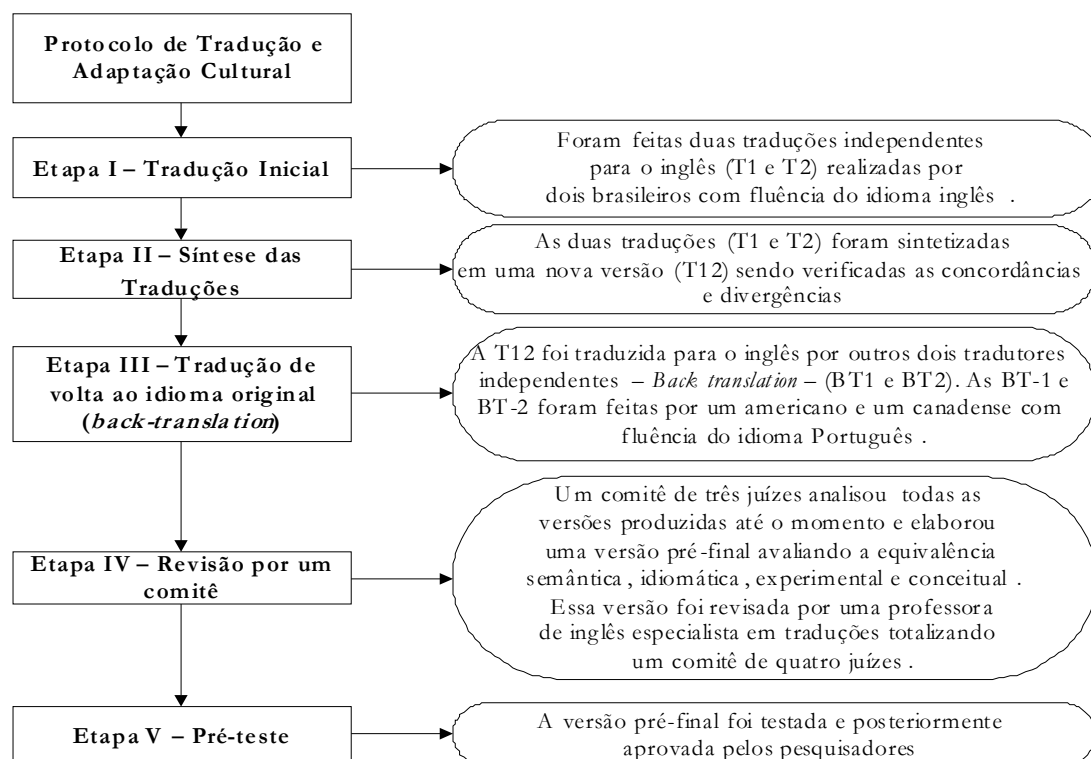 Protocolo de Tradução e
Adaptação Cultural
Etapa I – Tradução Inicial
Foram feitas duas traduções independentes
para o inglês (T1 e T2) realizadas por
dois brasileiros com fluência do idioma inglês .
Etapa II – Síntese das
Traduções
As duas traduções (T1 e T2) foram sintetizadas
em uma nova versão (T12) sendo verificadas as concordâncias
e divergências
Etapa III – Tradução de
volta ao idioma original
(back-translation)
A T12 foi traduzida para o inglês por outros dois tradutores
independentes – Back translation – (BT1 e BT2). As BT-1 e
BT-2 foram feitas por um americano e um canadense com
fluência do idioma Português .
Etapa IV – Revisão por um
comitê
Um comitê de três juízes analisou todas as
versões produzidas até o momento e elaborou
uma versão pré-final avaliando a equivalência
semântica , idiomática , experimental e conceitual .
Essa versão foi revisada por uma professora
de inglês especialista em traduções totalizando
um comitê de quatro juízes .
Etapa V – Pré-teste
A versão pré-final foi testada e posteriormente
aprovada pelos pesquisadores